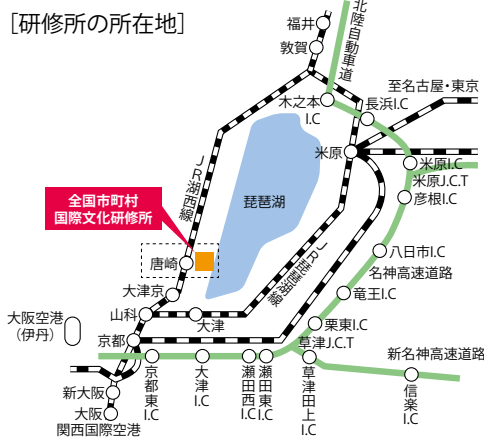 ［研修所の所在地］
福井
敦賀
北陸自動車道
至名古屋・東京
木之本
I.C
長浜I.C
米原
米原I.C
米原J.C.T
彦根I.C
JR湖西線
琵琶湖
全国市町村
国際文化研修所
唐崎
JR琵琶湖線
八日市I.C
名神高速道路
大津京
竜王I.C
山科
大津
大阪空港
（伊丹）
栗東I.C
京都
草津J.C.T
新名神高速道路
京都東I.C
大津I.C
瀬田西I.C
瀬田東I.C
草津田上I.C
信楽I.C
新大阪
大阪
関西国際空港